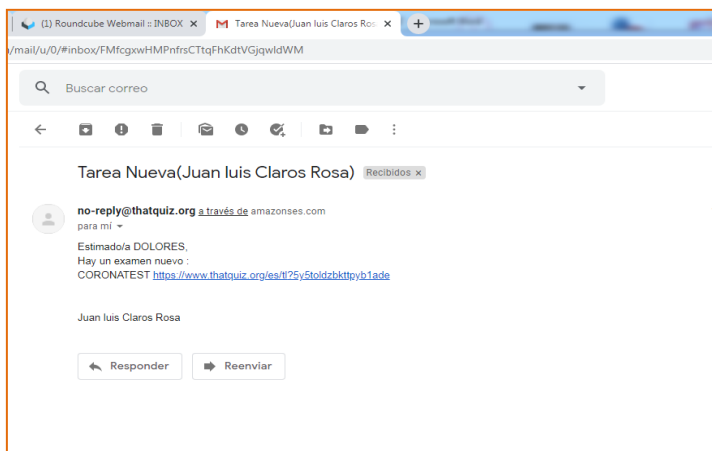 (1) Roundcube Webmail :: INBOX
Tarea Nueva(Juan luis Claros Ros
/mail/u/0/#inbox/FMfcgxwHMPnfrsCTtqFhKdtVGjqwldWM
Buscar correo
Tarea Nueva(Juan luis Claros Rosa) Recibidos x
no-reply@thatquiz.org a través de amazonses.com
para mí
Estimado/a DOLORES,
Hay un examen nuevo :
CORONATEST https://www.thatquiz.org/es/tl?5y5toldzbkttpyb1ade
Juan luis Claros Rosa
Responder
Reenviar